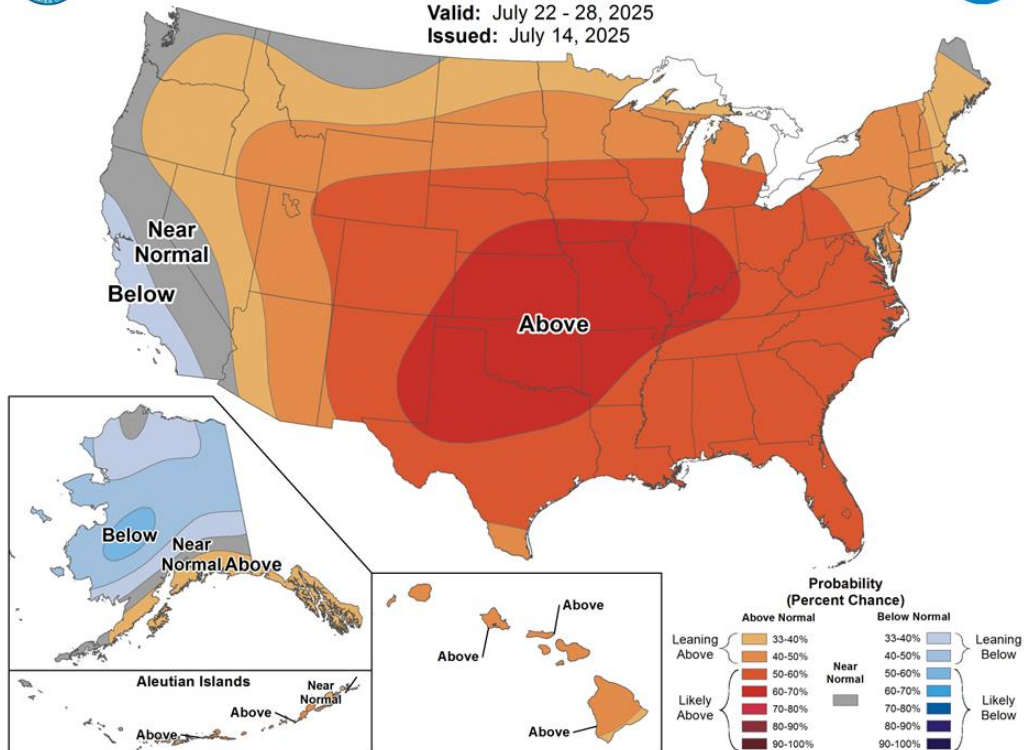 Valid: July 22 - 28, 2025
Issued: July 14, 2025
Near
Normal
Below
Above
Below
Near
Normal
Above
Aleutian Islands
Near
Normal
Above
Above
Above
Above
Above
Probability
(Percent Chance)
Above Normal
Below Normal
Leaning
Above
33-40%
40-50%
Likely
Above
50-60%
60-70%
70-80%
80-90%
90-100%
Near
Normal
33-40%
40-50%
Leaning
Below
50-60%
60-70%
70-80%
80-90%
90-100%
Likely
Below